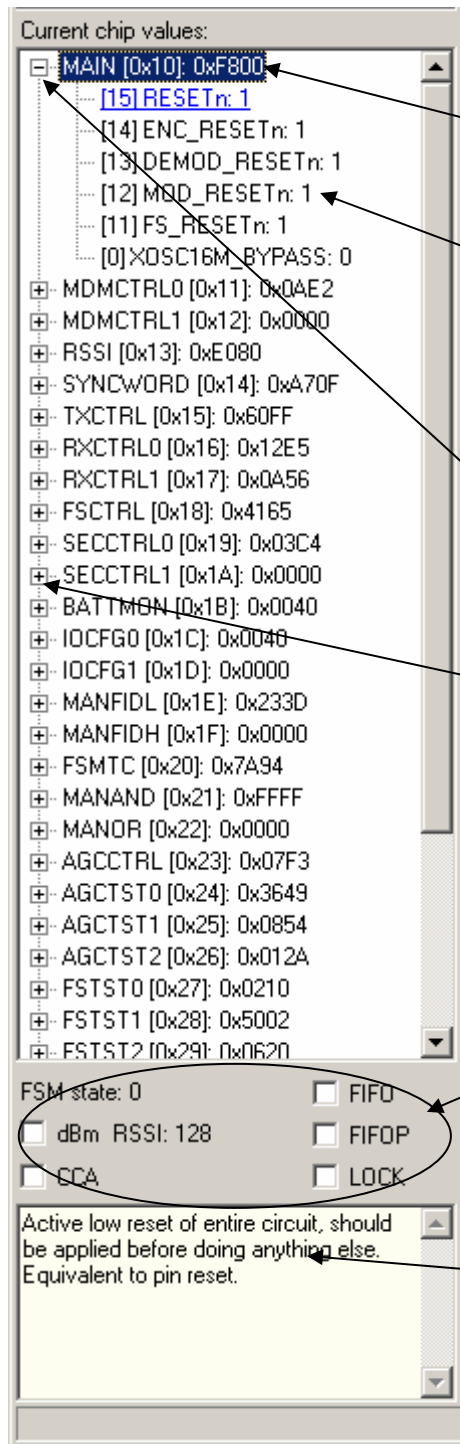 Current chip values:
MAIN [0x10]: 0xF800
[15] RESETn: 1
[14] ENC_RESETn: 1
[13] DEMOD_RESETn: 1
[12] MOD_RESETn: 1
[11] FS_RESETn: 1
[0] XOSC16M_BYPASS: 0
MDMCTRL0 [0x11]: 0x0AE2
MDMCTRL1 [0x12]: 0x0000
RSSI [0x13]: 0xE080
SYNCWORD [0x14]: 0xA70F
TXCTRL [0x15]: 0x60FF
RXCTRL0 [0x16]: 0x12E5
RXCTRL1 [0x17]: 0x0A56
FSCTRL [0x18]: 0x4165
SECCTRL0 [0x19]: 0x03C4
SECCTRL1 [0x1A]: 0x0000
BATTMON [0x1B]: 0x0040
IOCFG0 [0x1C]: 0x0040
IOCFG1 [0x1D]: 0x0000
MANFIDL [0x1E]: 0x233D
MANFIDH [0x1F]: 0x0000
FSMTC [0x20]: 0x7A94
MANAND [0x21]: 0xFFFF
MANOR [0x22]: 0x0000
AGCCTRL [0x23]: 0x07F3
AGCTST0 [0x24]: 0x3649
AGCTST1 [0x25]: 0x0854
AGCTST2 [0x26]: 0x012A
FSTST0 [0x27]: 0x0210
FSTST1 [0x28]: 0x5002
FSTST2 [0x29]: 0x0620
FSM state: 0 FIFO
dBm RSSI: 128 FIFOP
CCA LOCK
Active low reset of entire circuit, should
be applied before doing anything else.
Equivalent to pin reset.